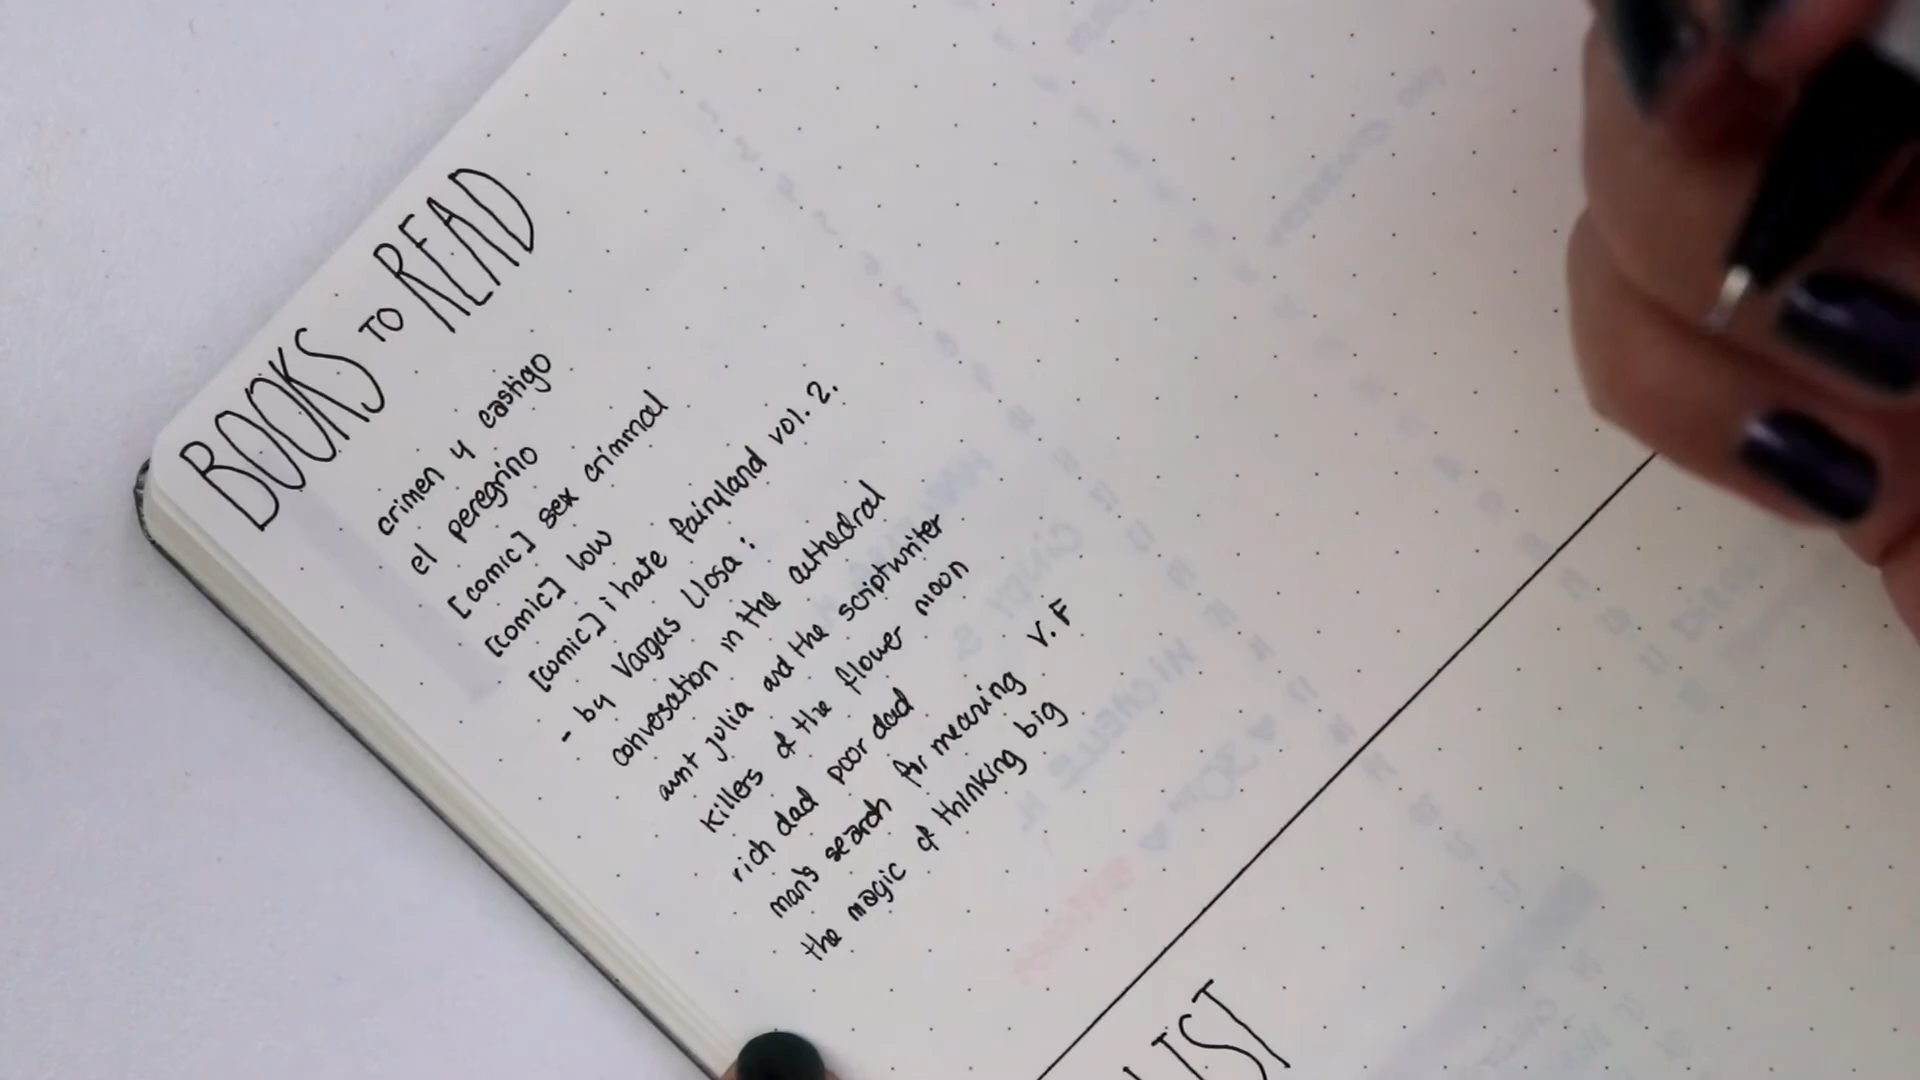 BOOKS TO READ
crimen y castigo
el peregrino
[comic] sex criminal
[comic] low
[comic] i hate fairyland vol. 2.
- by Vargas Llosa:
conversation in the cathedral
aunt julia and the scriptwriter
killers of the flower moon
rich dad poor dad
man's search for meaning V.F
the magic of thinking big
LIST